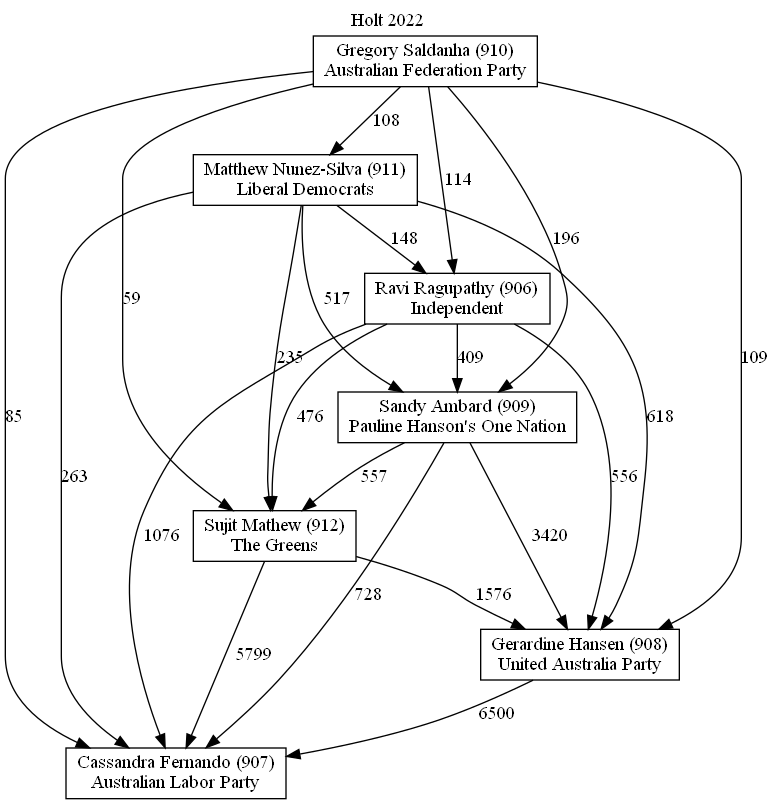 Holt 2022
Gregory Saldanha (910)
Australian Federation Party
108
Matthew Nunez-Silva (911)
Liberal Democrats
114
148
196
Ravi Ragupathy (906)
Independent
59
517
235
409
109
Sandy Ambard (909)
Pauline Hanson's One Nation
85
476
618
263
557
556
Sujit Mathew (912)
The Greens
1076
3420
728
1576
5799
Gerardine Hansen (908)
United Australia Party
6500
Cassandra Fernando (907)
Australian Labor Party